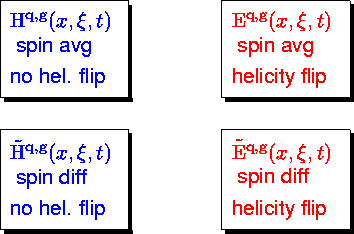 H^{q,g}(x, ξ, t)
spin avg
no hel. flip
E^{q,g}(x, ξ, t)
spin avg
helicity flip
H̃^{q,g}(x, ξ, t)
spin diff
no hel. flip
Ẽ^{q,g}(x, ξ, t)
spin diff
helicity flip